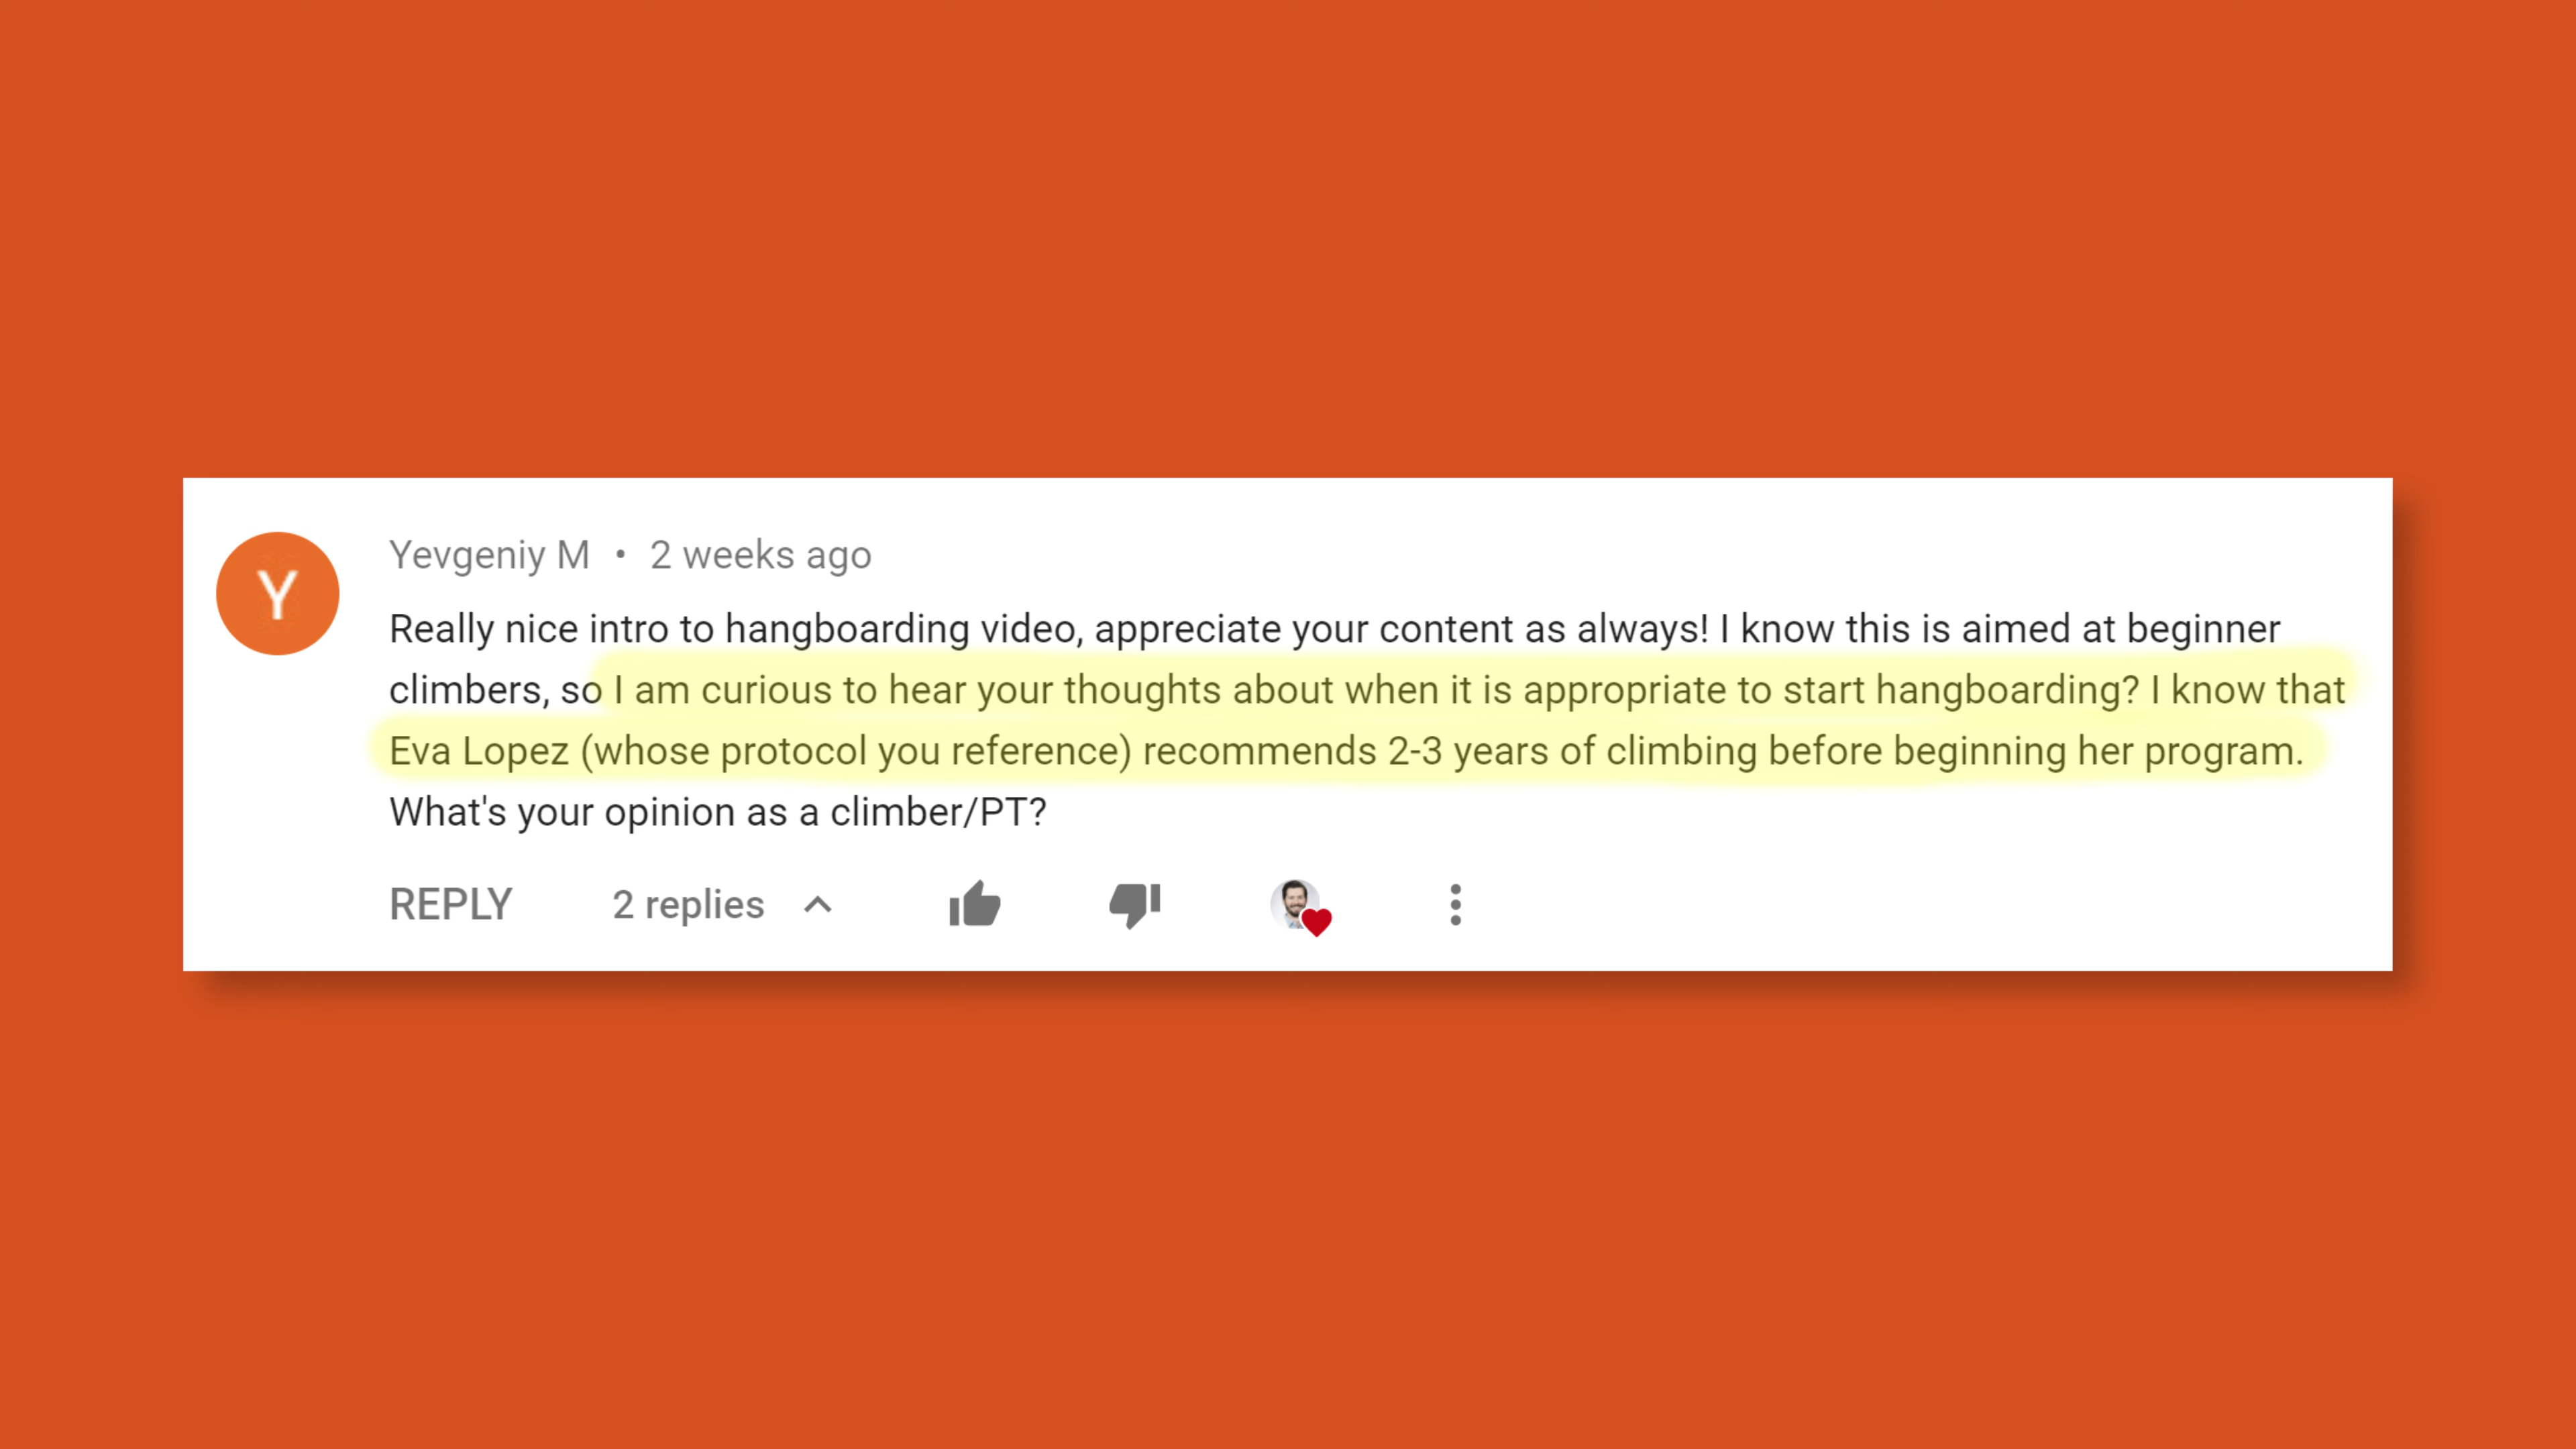 Y
Yevgeniy M • 2 weeks ago
Really nice intro to hangboarding video, appreciate your content as always! I know this is aimed at beginner
climbers, so I am curious to hear your thoughts about when it is appropriate to start hangboarding? I know that
Eva Lopez (whose protocol you reference) recommends 2-3 years of climbing before beginning her program.
What's your opinion as a climber/PT?
REPLY 2 replies